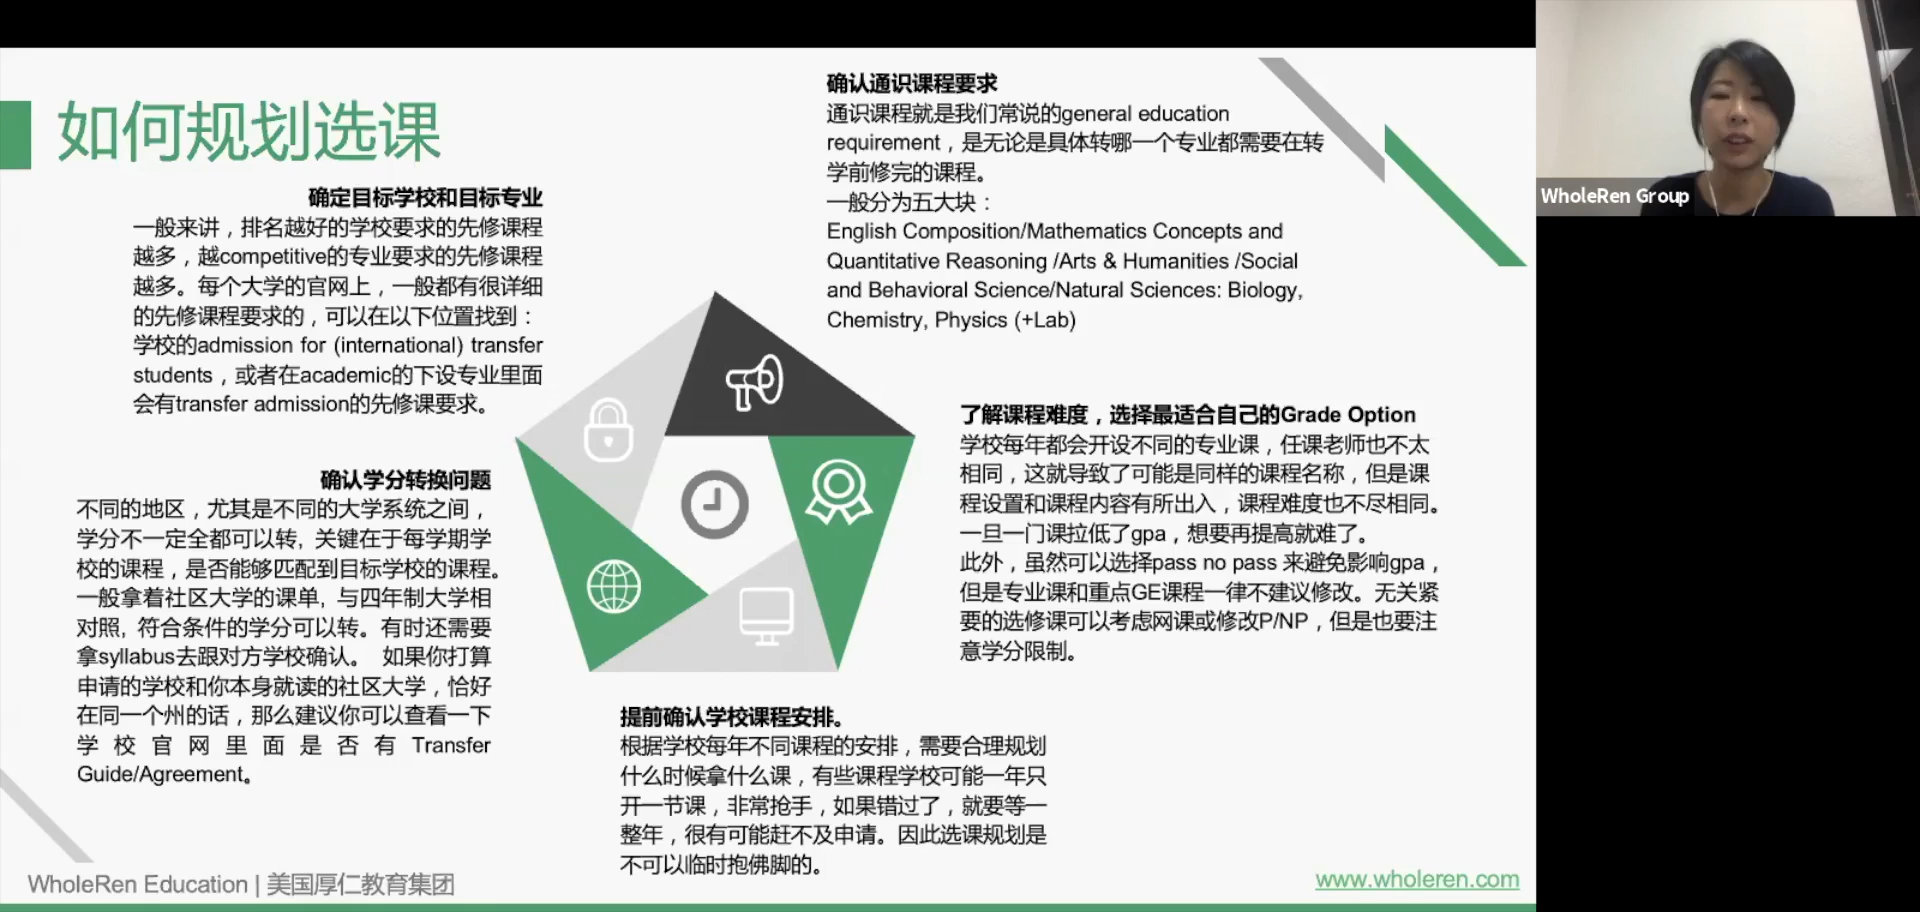 如何规划选课
确定目标学校和目标专业
一般来讲，排名越好的学校要求的先修课程
越多，越competitive的专业要求的先修课程
越多。每个大学的官网上，一般都有很详细
的先修课程要求的，可以在以下位置找到：
学校的admission for (international) transfer
students，或者在academic的下设专业里面
会有transfer admission的先修课要求。
确认学分转换问题
不同的地区，尤其是不同的大学系统之间，
学分不一定全都可以转, 关键在于每学期学
校的课程，是否能够匹配到目标学校的课程。
一般拿着社区大学的课单, 与四年制大学相
对照, 符合条件的学分可以转。有时还需要
拿syllabus去跟对方学校确认。 如果你打算
申请的学校和你本身就读的社区大学，恰好
在同一个州的话，那么建议你可以查看一下
学校官网里面是否有Transfer
Guide/Agreement。
确认通识课程要求
通识课程就是我们常说的general education
requirement，是无论是具体转哪一个专业都需要在转
学前修完的课程。
一般分为五大块：
English Composition/Mathematics Concepts and
Quantitative Reasoning /Arts & Humanities /Social
and Behavioral Science/Natural Sciences: Biology,
Chemistry, Physics (+Lab)
了解课程难度，选择最适合自己的Grade Option
学校每年都会开设不同的专业课，任课老师也不太
相同，这就导致了可能是同样的课程名称，但是课
程设置和课程内容有所出入，课程难度也不尽相同。
一旦一门课拉低了gpa，想要再提高就难了。
此外，虽然可以选择pass no pass 来避免影响gpa，
但是专业课和重点GE课程一律不建议修改。无关紧
要的选修课可以考虑网课或修改P/NP，但是也要注
意学分限制。
提前确认学校课程安排。
根据学校每年不同课程的安排，需要合理规划
什么时候拿什么课，有些课程学校可能一年只
开一节课，非常抢手，如果错过了，就要等一
整年，很有可能赶不及申请。因此选课规划是
不可以临时抱佛脚的。
WholeRen Education | 美国厚仁教育集团
www.wholeren.com
WholeRen Group